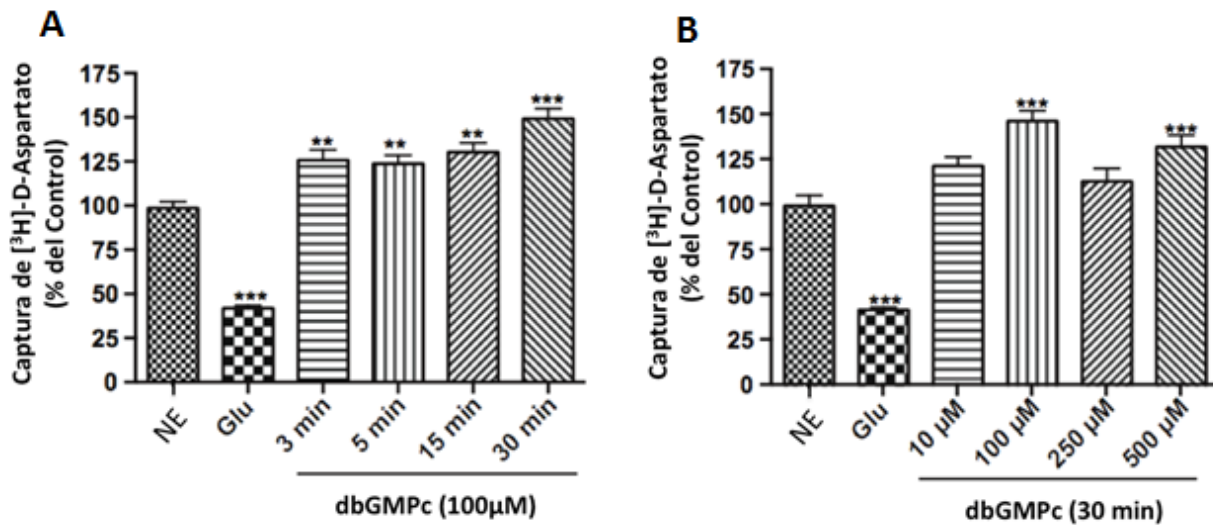 A
Captura de [³H]-D-Aspartato
(% del Control)
175
150
125
100
75
50
25
0
***
**
**
**
***
NE
Glu
3 min
5 min
15 min
30 min
dbGMPc (100µM)
B
Captura de [³H]-D-Aspartato
(% del Control)
175
150
125
100
75
50
25
0
***
***
***
NE
Glu
10 µM
100 µM
250 µM
500 µM
dbGMPc (30 min)